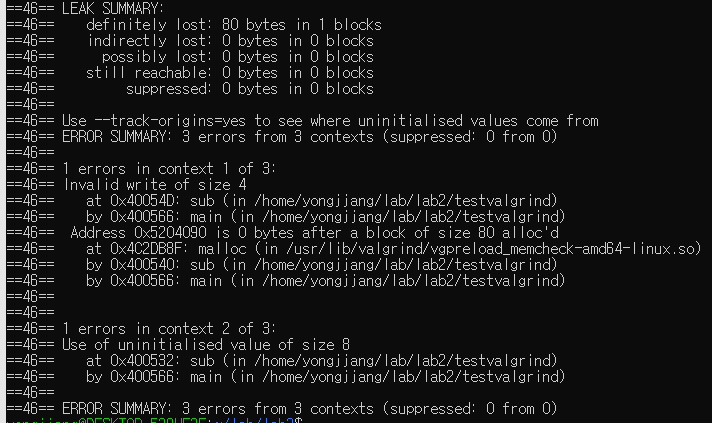 ==46== LEAK SUMMARY:
==46==    definitely lost: 80 bytes in 1 blocks
==46==    indirectly lost: 0 bytes in 0 blocks
==46==      possibly lost: 0 bytes in 0 blocks
==46==    still reachable: 0 bytes in 0 blocks
==46==         suppressed: 0 bytes in 0 blocks
==46==
==46== Use --track-origins=yes to see where uninitialised values come from
==46== ERROR SUMMARY: 3 errors from 3 contexts (suppressed: 0 from 0)
==46==
==46== 1 errors in context 1 of 3:
==46== Invalid write of size 4
==46==    at 0x40054D: sub (in /home/yongjjang/lab/lab2/testvalgrind)
==46==    by 0x400566: main (in /home/yongjjang/lab/lab2/testvalgrind)
==46==  Address 0x5204090 is 0 bytes after a block of size 80 alloc'd
==46==    at 0x4C2DB8F: malloc (in /usr/lib/valgrind/vgpreload_memcheck-amd64-linux.so)
==46==    by 0x400540: sub (in /home/yongjjang/lab/lab2/testvalgrind)
==46==    by 0x400566: main (in /home/yongjjang/lab/lab2/testvalgrind)
==46==
==46==
==46== 1 errors in context 2 of 3:
==46== Use of uninitialised value of size 8
==46==    at 0x400532: sub (in /home/yongjjang/lab/lab2/testvalgrind)
==46==    by 0x400566: main (in /home/yongjjang/lab/lab2/testvalgrind)
==46==
==46== ERROR SUMMARY: 3 errors from 3 contexts (suppressed: 0 from 0)